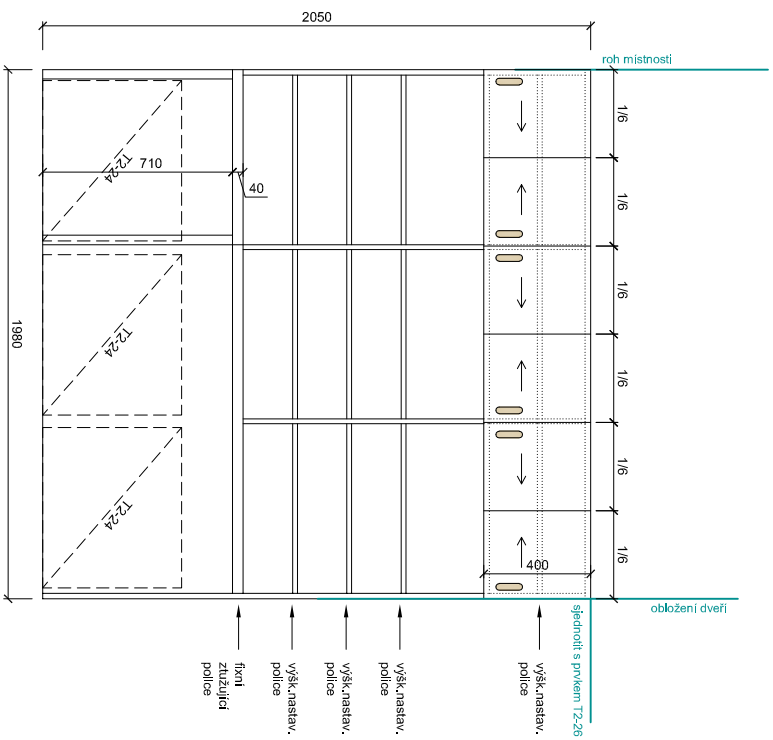 2050
roh místnosti
1/6
1/6
1/6
1/6
1/6
1/6
T2-24
710
40
T2-24
T2-24
1980
400
obložení dveří
sjednotit s prvkem T2-26
výšk.nastav.
police
výšk.nastav.
police
výšk.nastav.
police
výšk.nastav.
police
fixní
ztužující
police